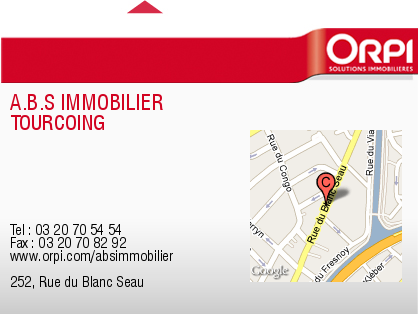 ORPI
SOLUTIONS IMMOBILIÈRES
A.B.S IMMOBILIER
TOURCOING
Tel : 03 20 70 54 54
Fax : 03 20 70 82 92
www.orpi.com/absimmobilier
252, Rue du Blanc Seau
Rue du Congo
Rue du Via
C
Rue du Blanc Seau
du Fresnoy
Kléber
Google